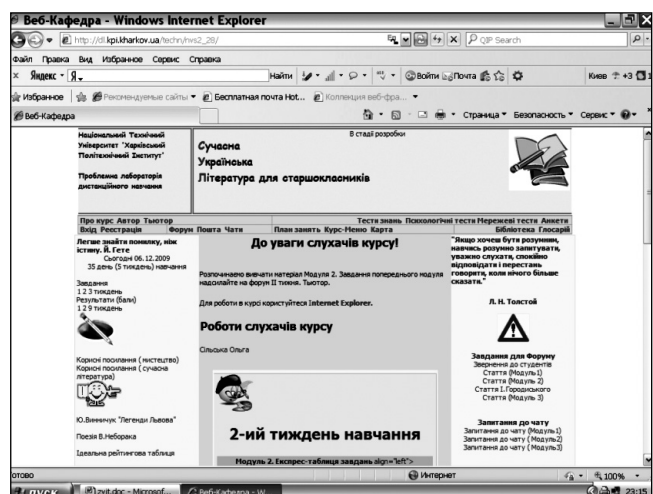 Веб-Кафедра - Windows Internet Explorer
http://dl.kpi.kharkov.ua/techn/nvs2_28/
QIP Search
Файл Правка Вид Избранное Сервис Справка
Яндекс Я Найти Войти Почта Киев +3
Избранное Рекомендуемые сайты Бесплатная почта Hot... Коллекция веб-фра...
Веб-Кафедра Страница Безопасность Сервис
Національний Технічний
Університет "Харківський
Політехнічний Інститут"
Проблемна лабораторія
дистанційного навчання
В стадії розробки
Сучасна
Українська
Література для старшокласників
Про курс Автор Тьютор Тести знань Психологічні тести Мережеві тести Анкети
Вхід Реєстрація Форум Пошта Чати План занять Курс-Меню Карта Бібліотека Глосарій
Легше знайти помилку, ніж
істину. Й. Гете
Сьогодні 06.12.2009
35 день (5 тиждень) навчання
Завдання
1 2 3 тиждень
Результати (бали)
1 2 9 тиждень
Корисні посилання ( мистецтво)
Корисні посилання ( сучасна
література)
Ю.Винничук "Легенди Львова"
Поезія В.Неборака
Ідеальна рейтингова таблиця
До уваги слухачів курсу!
Розпочинаємо вивчати матеріал Модуля 2. Завдання попереднього модуля
надсилайте на форум ІІ тижня. Тьютор.
Для роботи в курсі користуйтеся Internet Explorer.
Роботи слухачів курсу
Сільська Ольга
2-ий тиждень навчання
Модуль 2. Експрес-таблиця завдань align="left">
"Якщо хочеш бути розумним,
навчись розумно запитувати,
уважно слухати, спокійно
відповідати і перестань
говорити, коли нічого більше
сказати."
Л. Н. Толстой
Завдання для Форуму
Звернення до студентів
Стаття (Модуль1)
Стаття (Модуль 2)
Стаття І.Городиського
Стаття (Модуль 3)
Запитання до чату
Запитання до чату (Модуль1)
Запитання до чату ( Модуль2)
Запитання до чату ( Модуль3)
отово Интернет 100%
пуск zvit.doc - Microsof... Веб-Кафедра - W... 23:15